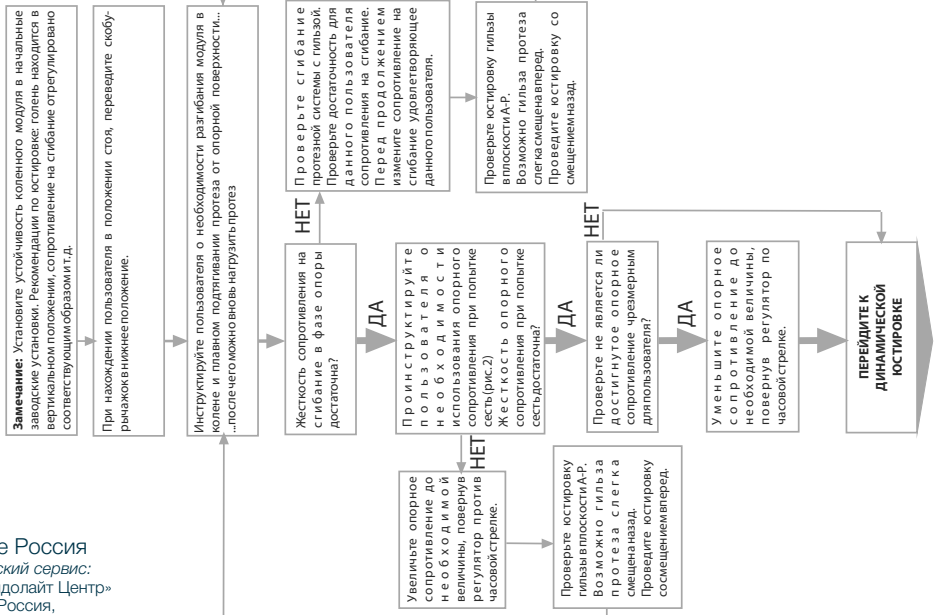 Замечание: Установите устойчивость коленного модуля в начальные
заводские установки. Рекомендации по юстировке: голень находится в
вертикальном положении, сопротивление на сгибание отрегулировано
соответствующим образом и т.д.
При нахождении пользователя в положении стоя, переведите скобу-
рычажок в нижнее положение.
Инструктируйте пользователя о необходимости разгибания модуля в
колене и плавном подтягивании протеза от опорной поверхности...
...после чего можно вновь нагрузить протез
Жесткость сопротивления на
сгибание в фазе опоры
достаточна?
НЕТ
Проверьте сгибание
протезной системы с гильзой.
Проверьте достаточность для
данного пользователя
сопротивления на сгибание.
Перед продолжением
измените сопротивление на
сгибание удовлетворяющее
данного пользователя.
Проверьте юстировку гильзы
в плоскости A-P.
Возможно гильза протеза
слегка смещена вперед.
Проведите юстировку со
смещением назад.
ДА
Проинструктируйте
пользователя о
необходимости
использования опорного
сопротивления при попытке
сесть (рис. 2)
Жесткость опорного
сопротивления при попытке
сесть достаточна?
НЕТ
Увеличьте опорное
сопротивление до
необходимой
величины, повернув
регулятор против
часовой стрелке.
Проверьте юстировку
гильзы в плоскости A-P.
Возможно гильза
протеза слегка
смещена назад.
Проведите юстировку
со смещением вперед.
ДА
Проверьте не является ли
достигнутое опорное
сопротивление чрезмерным
для пользователя?
НЕТ
ДА
Уменьшите опорное
сопротивление до
необходимой величины,
повернув регулятор по
часовой стрелке.
ПЕРЕЙДИТЕ К
ДИНАМИЧЕСКОЙ
ЮСТИРОВКЕ
е Россия
ский сервис:
долайт Центр»
Россия,